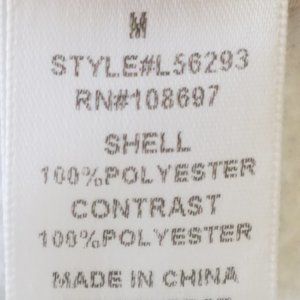 M
STYLE#L56293
RN#108697
SHELL
100%POLYESTER
CONTRAST
100%POLYESTER
MADE IN CHINA